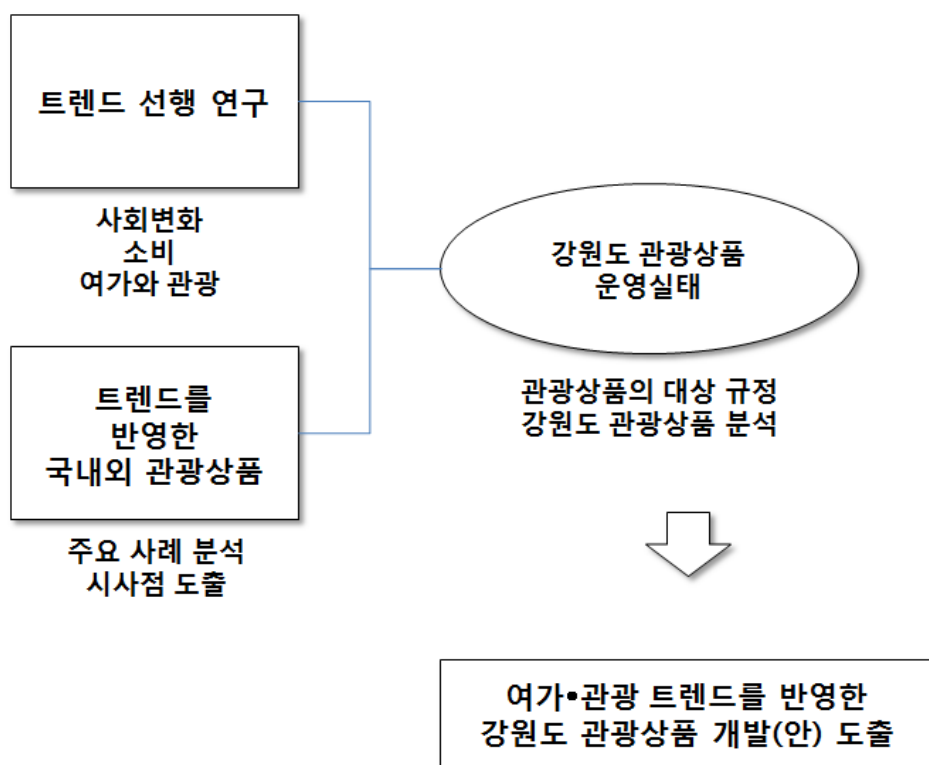 트렌드 선행 연구
사회변화
소비
여가와 관광
트렌드를
반영한
국내외 관광상품
주요 사례 분석
시사점 도출
강원도 관광상품
운영실태
관광상품의 대상 규정
강원도 관광상품 분석
여가•관광 트렌드를 반영한
강원도 관광상품 개발(안) 도출